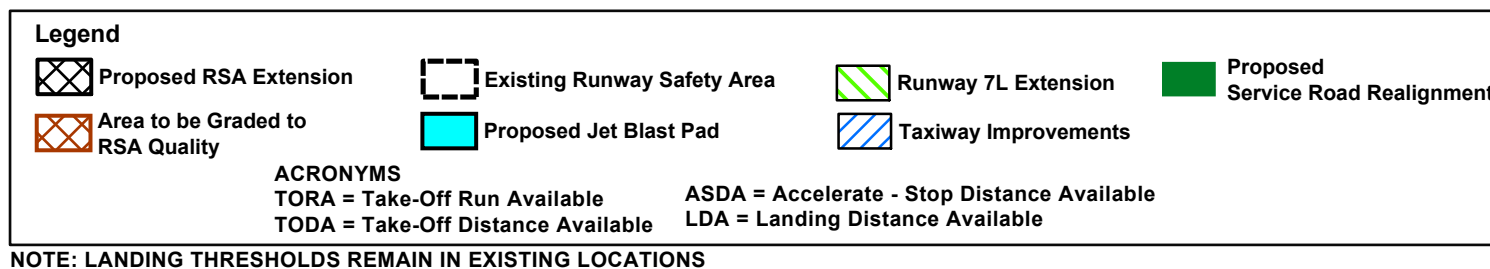 Legend
Proposed RSA Extension
Existing Runway Safety Area
Runway 7L Extension
Proposed
Service Road Realignment
Area to be Graded to
RSA Quality
Proposed Jet Blast Pad
Taxiway Improvements
ACRONYMS
TORA = Take-Off Run Available
TODA = Take-Off Distance Available
ASDA = Accelerate - Stop Distance Available
LDA = Landing Distance Available
NOTE: LANDING THRESHOLDS REMAIN IN EXISTING LOCATIONS